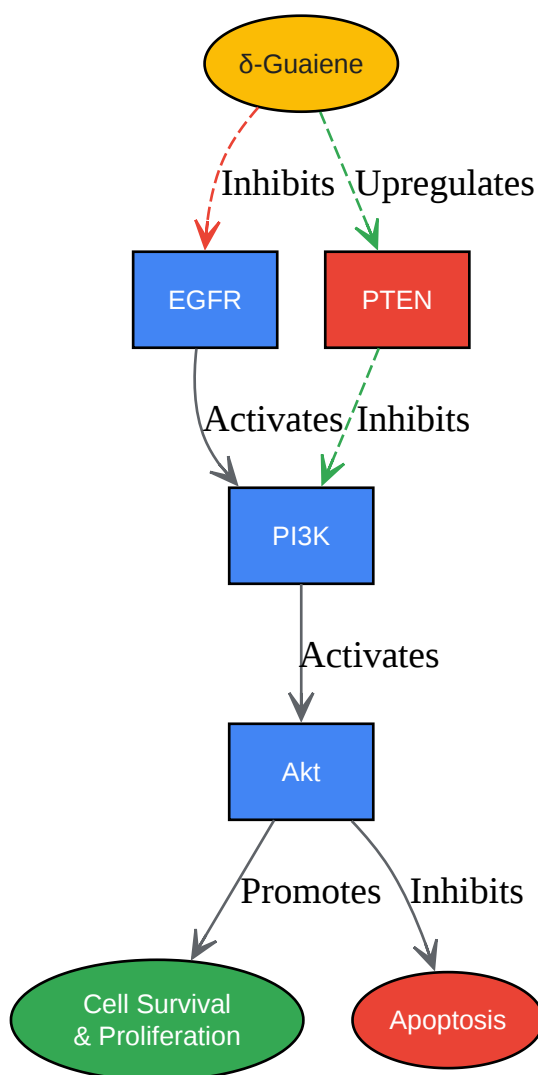 δ-Guaiene
Inhibits
Upregulates
EGFR
PTEN
Activates
Inhibits
PI3K
Activates
Akt
Promotes
Inhibits
Cell Survival
& Proliferation
Apoptosis